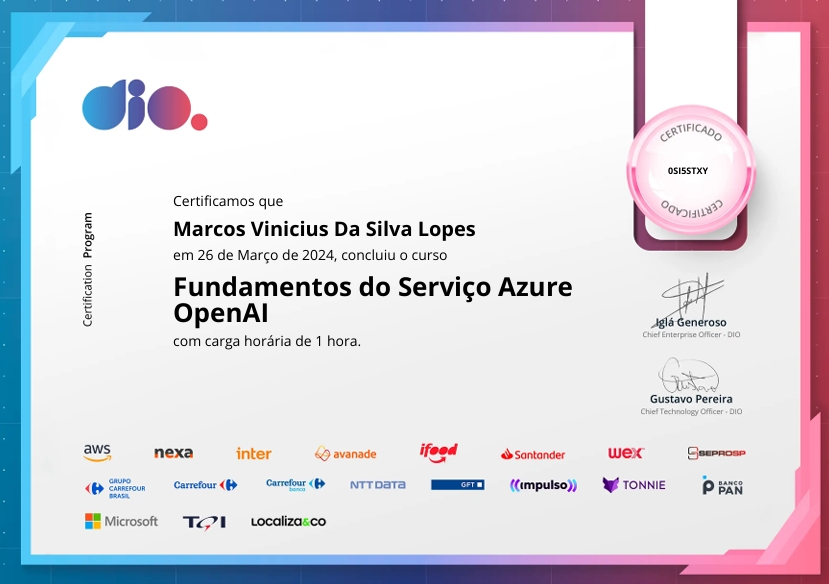 dio.
CERTIFICADO
0SI5STXY
CERTIFICADO
Certification Program
Certificamos que
Marcos Vinicius Da Silva Lopes
em 26 de Março de 2024, concluiu o curso
Fundamentos do Serviço Azure
OpenAI
com carga horária de 1 hora.
Iglá Generoso
Chief Enterprise Officer - DIO
Gustavo
Gustavo Pereira
Chief Technology Officer - DIO
aws nexa inter avanade ifood Santander wex SEPROSP
GRUPO CARREFOUR BRASIL Carrefour Carrefour banco NTT DATA GFT impulso TONNIE BANCO PAN
Microsoft TQI Localiza&co